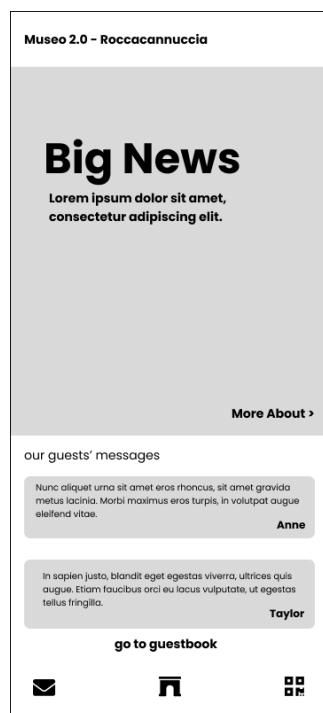 Museo 2.0 - Roccacannuccia
Big News
Lorem ipsum dolor sit amet,
consectetur adipiscing elit.
More About >
our guests’ messages
Nunc aliquet urna sit amet eros rhoncus, sit amet gravida
metus lacinia. Morbi maximus eros turpis, in volutpat augue
eleifend vitae.
Anne
In sapien justo, blandit eget egestas viverra, ultrices quis
augue. Etiam faucibus orci eu lacus vulputate, ut egestas
tellus fringilla.
Taylor
go to guestbook